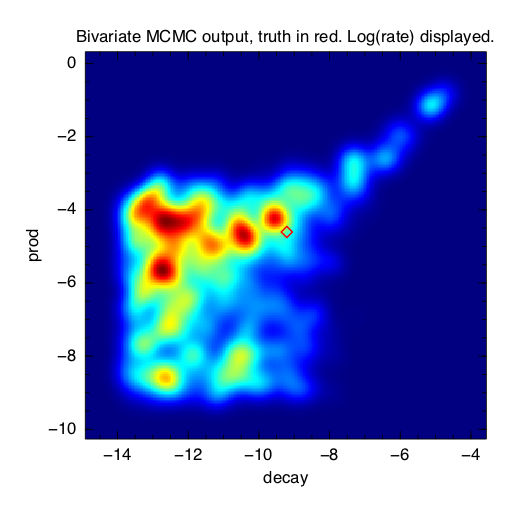 Bivariate MCMC output, truth in red. Log(rate) displayed.
0
−2
−4
−6
−8
−10
prod
−14 −12 −10 −8 −6 −4
decay